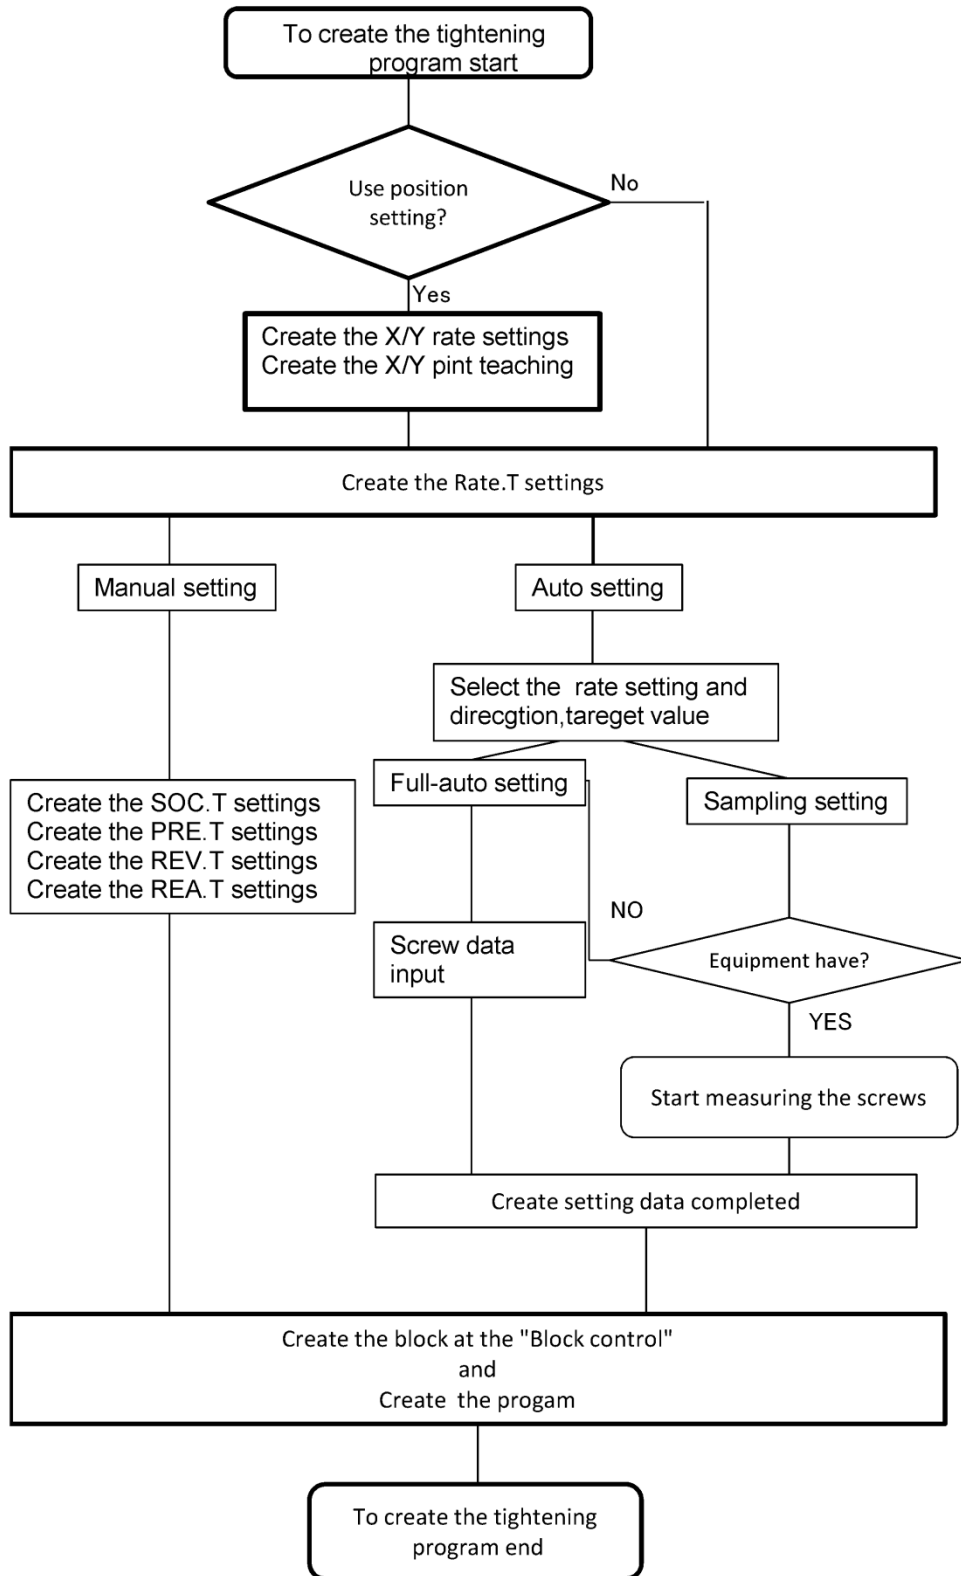 To create the tightening
program start
Use position
setting?
No
Yes
Create the X/Y rate settings
Create the X/Y pint teaching
Create the Rate.T settings
Manual setting
Auto setting
Select the rate setting and
direcgtion,tareget value
Full-auto setting
Sampling setting
Create the SOC.T settings
Create the PRE.T settings
Create the REV.T settings
Create the REA.T settings
NO
Screw data
input
Equipment have?
YES
Start measuring the screws
Create setting data completed
Create the block at the "Block control"
and
Create the progam
To create the tightening
program end